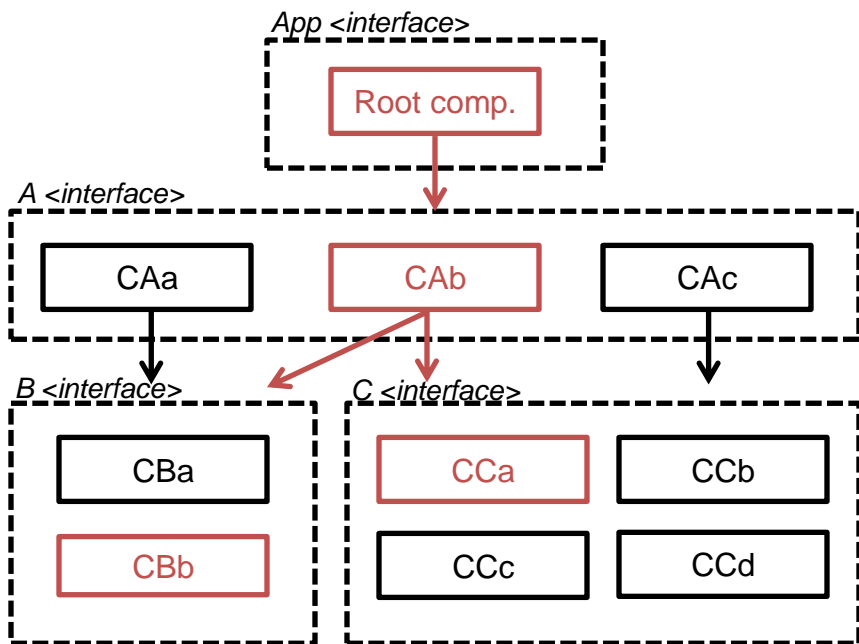 App <interface>
Root comp.
A <interface>
CAa
CAb
CAc
B <interface>
C <interface>
CBa
CCa
CCb
CBb
CCc
CCd